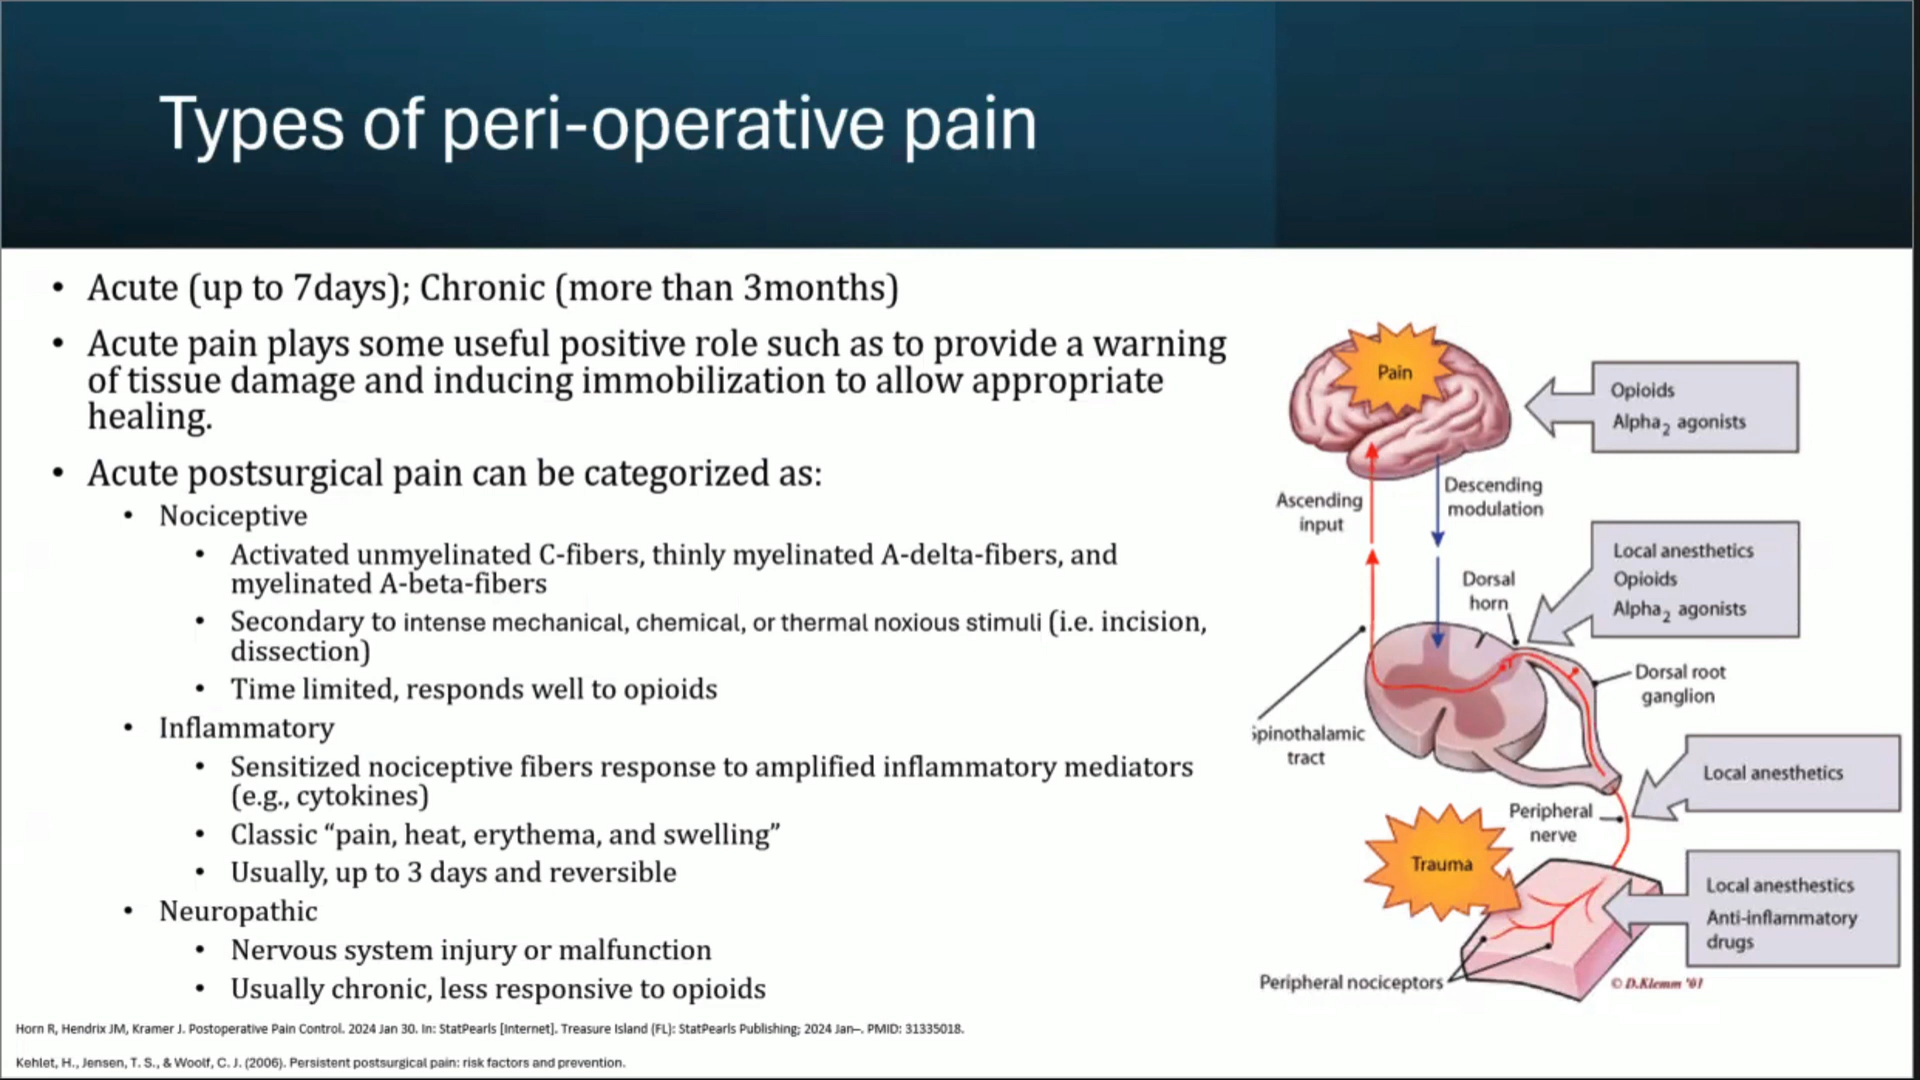 Types of peri-operative pain
• Acute (up to 7days); Chronic (more than 3months)
• Acute pain plays some useful positive role such as to provide a warning
of tissue damage and inducing immobilization to allow appropriate
healing.
• Acute postsurgical pain can be categorized as:
• Nociceptive
• Activated unmyelinated C-fibers, thinly myelinated A-delta-fibers, and
myelinated A-beta-fibers
• Secondary to intense mechanical, chemical, or thermal noxious stimuli (i.e. incision,
dissection)
• Time limited, responds well to opioids
• Inflammatory
• Sensitized nociceptive fibers response to amplified inflammatory mediators
(e.g., cytokines)
• Classic “pain, heat, erythema, and swelling”
• Usually, up to 3 days and reversible
• Neuropathic
• Nervous system injury or malfunction
• Usually chronic, less responsive to opioids
Horn R, Hendrix JM, Kramer J. Postoperative Pain Control. 2024 Jan 30. In: StatPearls [Internet]. Treasure Island (FL): StatPearls Publishing; 2024 Jan–. PMID: 31335018.
Kehlet, H., Jensen, T. S., & Woolf, C. J. (2006). Persistent postsurgical pain: risk factors and prevention.
Pain
Opioids
Alpha2 agonists
Ascending
input
Descending
modulation
Local anesthetics
Opioids
Alpha2 agonists
Dorsal
horn
Dorsal root
ganglion
Spinothalamic
tract
Local anesthetics
Peripheral
nerve
Trauma
Local anesthestics
Anti-inflammatory
drugs
Peripheral nociceptors
© D.Klemm '01